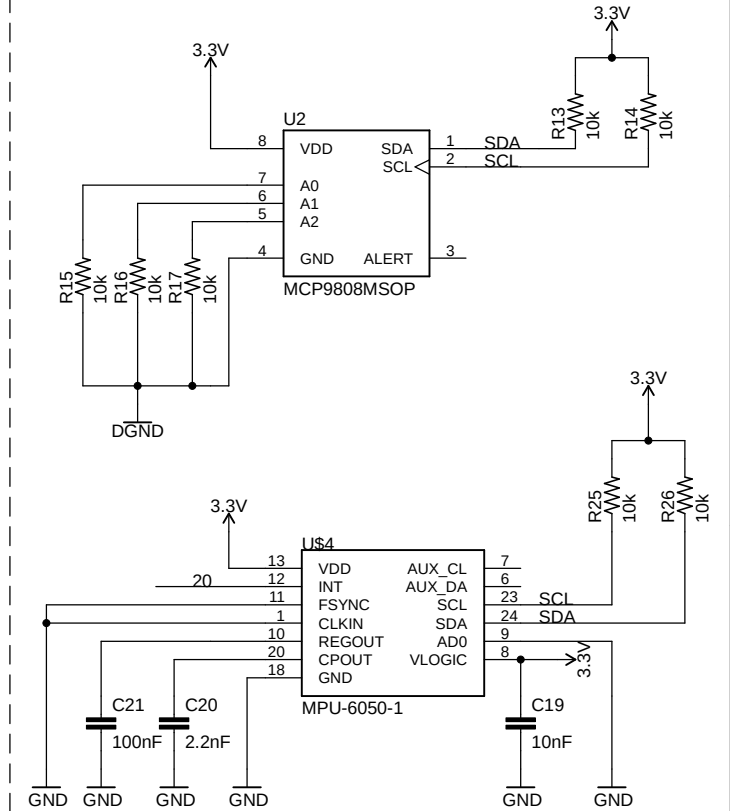 3.3V
3.3V
R13
10k
R14
10k
U2
8 VDD SDA 1 SDA
SCL 2 SCL
7 A0
6 A1
5 A2
4 GND ALERT 3
MCP9808MSOP
R15
10k
R16
10k
R17
10k
DGND
3.3V
R25
10k
R26
10k
3.3V
U$4
13 VDD AUX_CL 7
20 12 INT AUX_DA 6
11 FSYNC SCL 23 SCL
1 CLKIN SDA 24 SDA
10 REGOUT AD0 9
20 CPOUT VLOGIC 8 3.3V
18 GND
MPU-6050-1
C21
100nF
C20
2.2nF
C19
10nF
GND GND GND GND GND GND